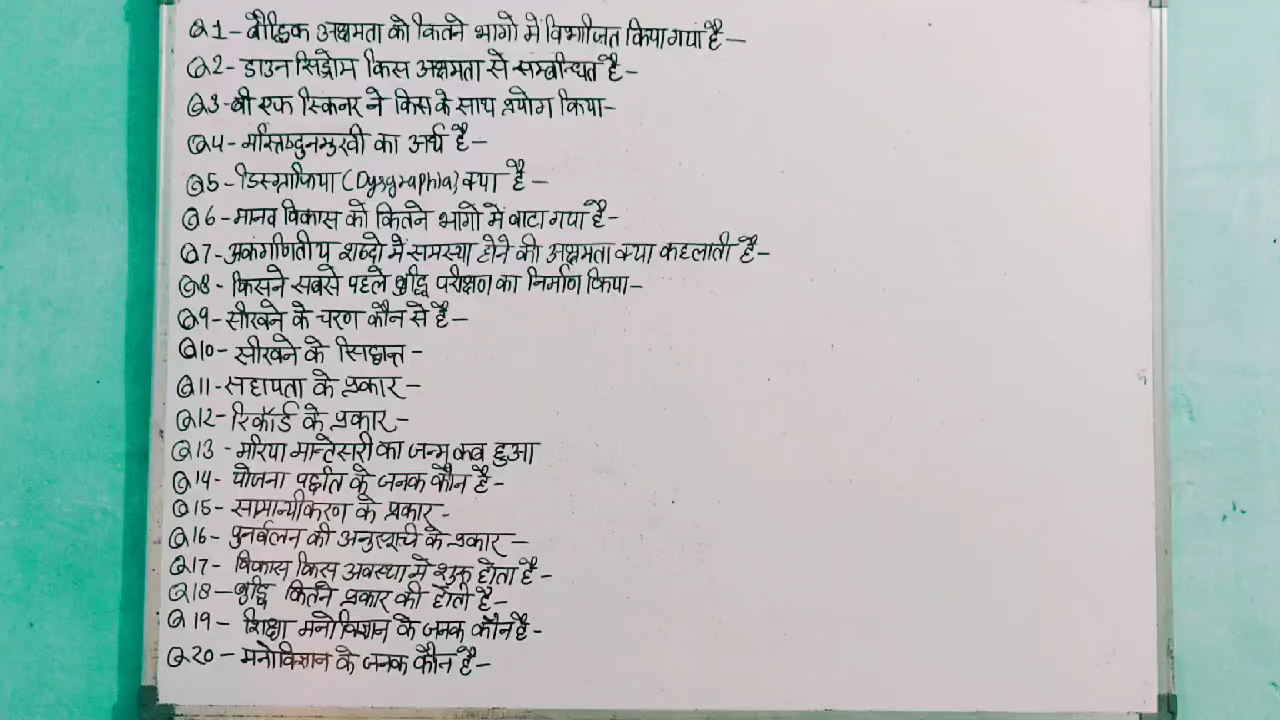 Q1- बौद्धिक अक्षमता को कितने भागो में विभाजित किया गया है-
Q2- डाउन सिंड्रोम किस अक्षमता से सम्बन्धित है-
Q3- बी एफ स्किनर ने किस के साथ प्रयोग किया-
Q4- का अर्थ है-
Q5- डिस्ग्राफिया (Dysgraphia) क्या है-
Q6- मानव विकास को कितने भागो में बाटा गया है-
Q7- अकंगणितीय शब्दो में समस्या होने की अक्षमता क्या कहलाती है-
Q8- किसने सबसे पहले बुद्धि परीक्षण का निर्माण किया-
Q9- सीखने के चरण कौन से है-
Q10- सीखने के सिद्धान्त -
Q11- सहायता के प्रकार -
Q12- रिकॉर्ड के प्रकार -
Q13- मरिया मान्टेसरी का जन्म कब हुआ
Q14- योजना पद्धति के जनक कौन है-
Q15- सामान्यीकरण के प्रकार -
Q16- पुनर्बलन की अनुसूची के प्रकार -
Q17- विकास किस अवस्था में शुरू होता है -
Q18- बुद्धि कितने प्रकार की होती है-
Q19- शिक्षा मनोविज्ञान के जनक कौन है-
Q20- मनोविज्ञान के जनक कौन है-